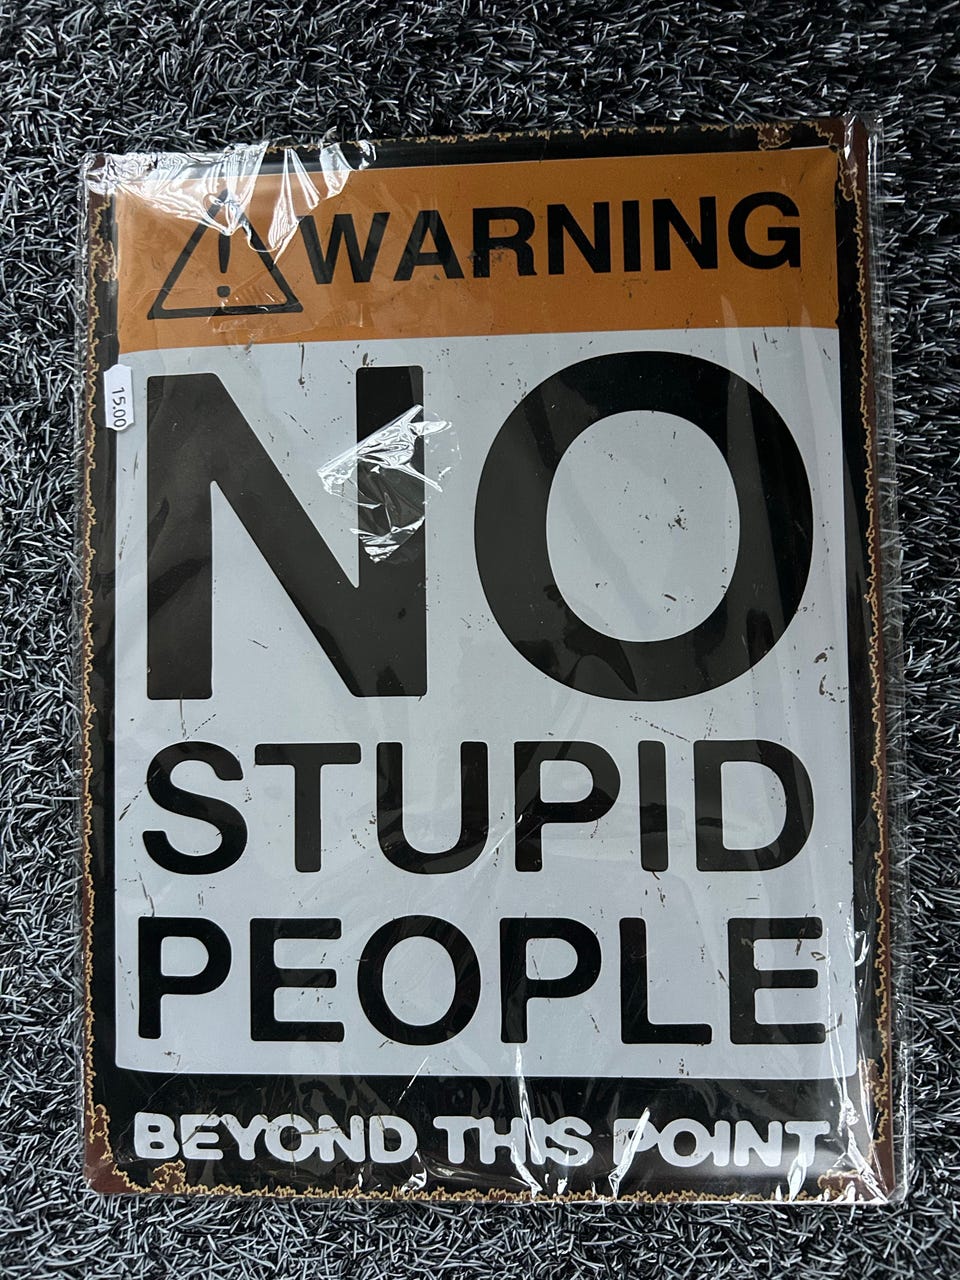 WARNING
15.00
NO
STUPID
PEOPLE
BEYOND THIS POINT